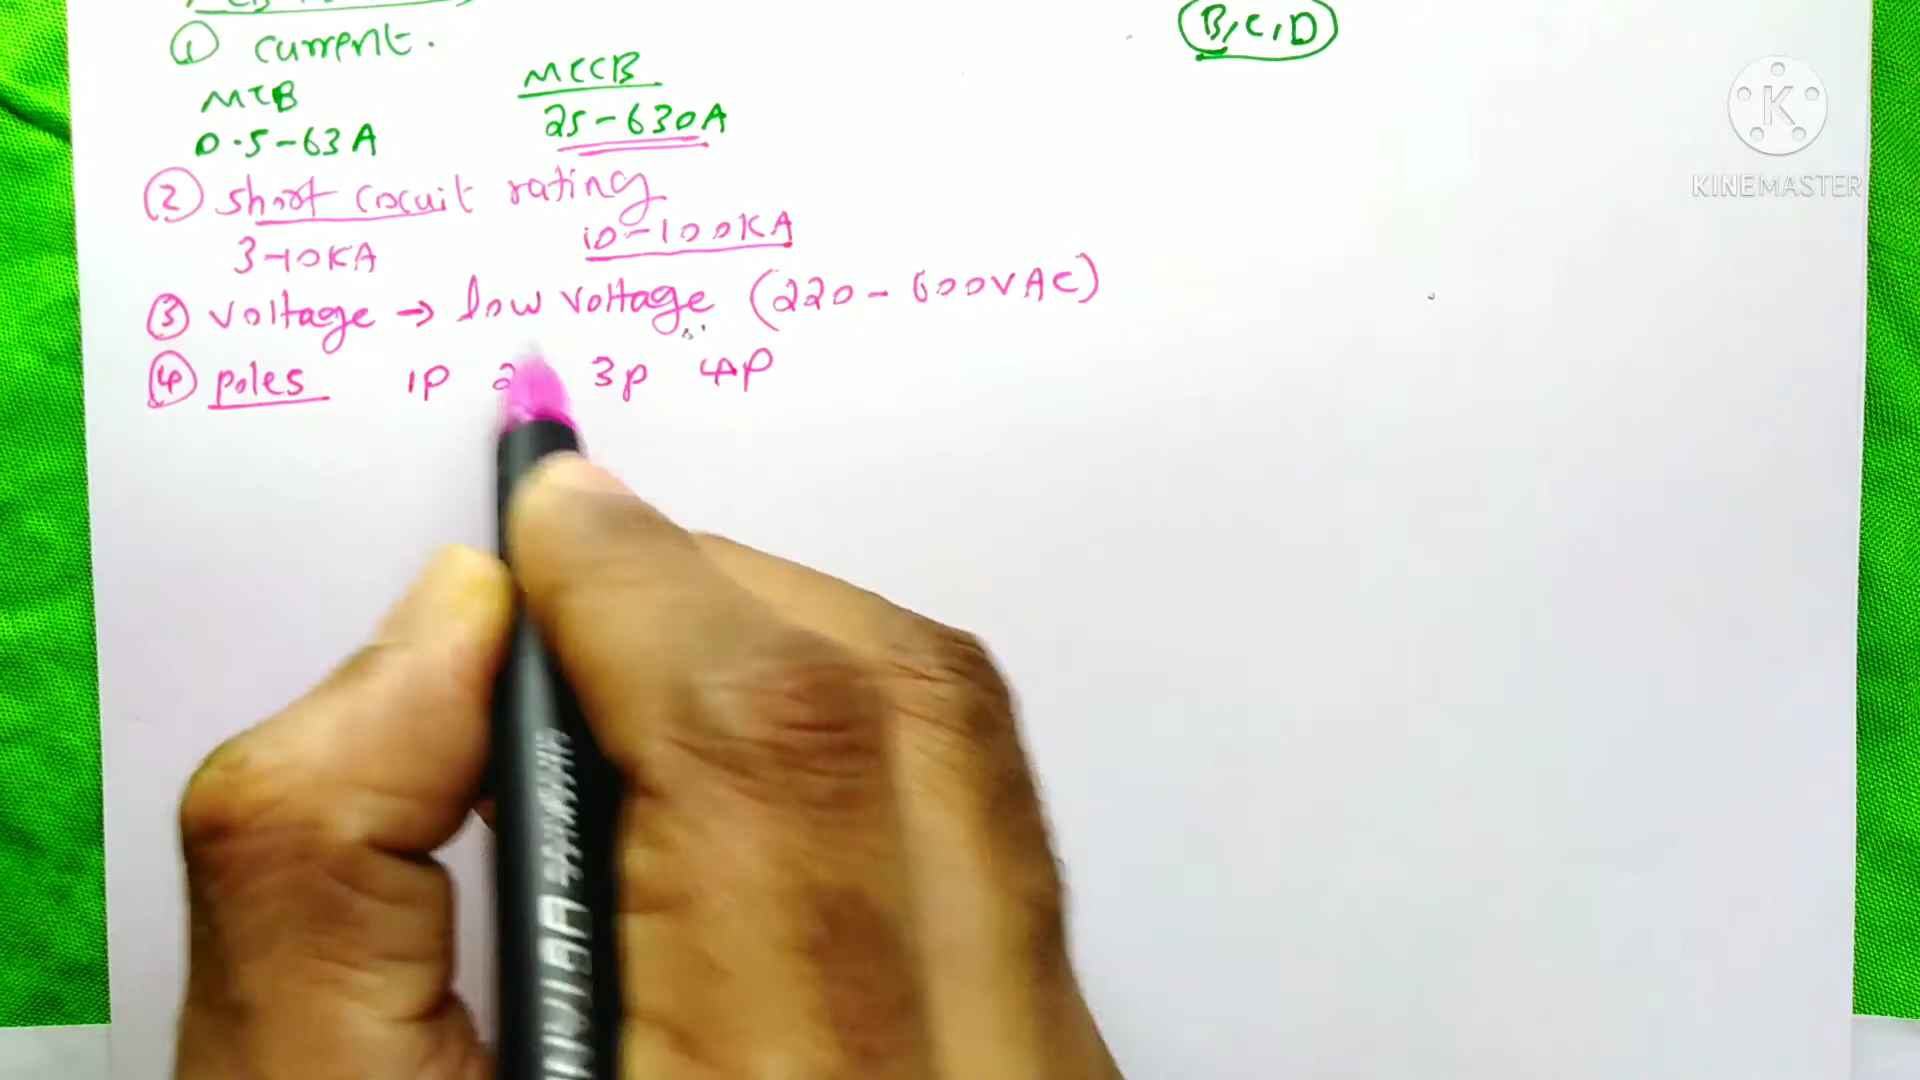 ① current.
B, C, D
MCB
MCCB
0.5-63A
25-630A
② short cocuit rating
3-10KA
10-100KA
③ voltage → low voltage (220-600VAC)
④ poles 1P 3P 4P
KINEMASTER